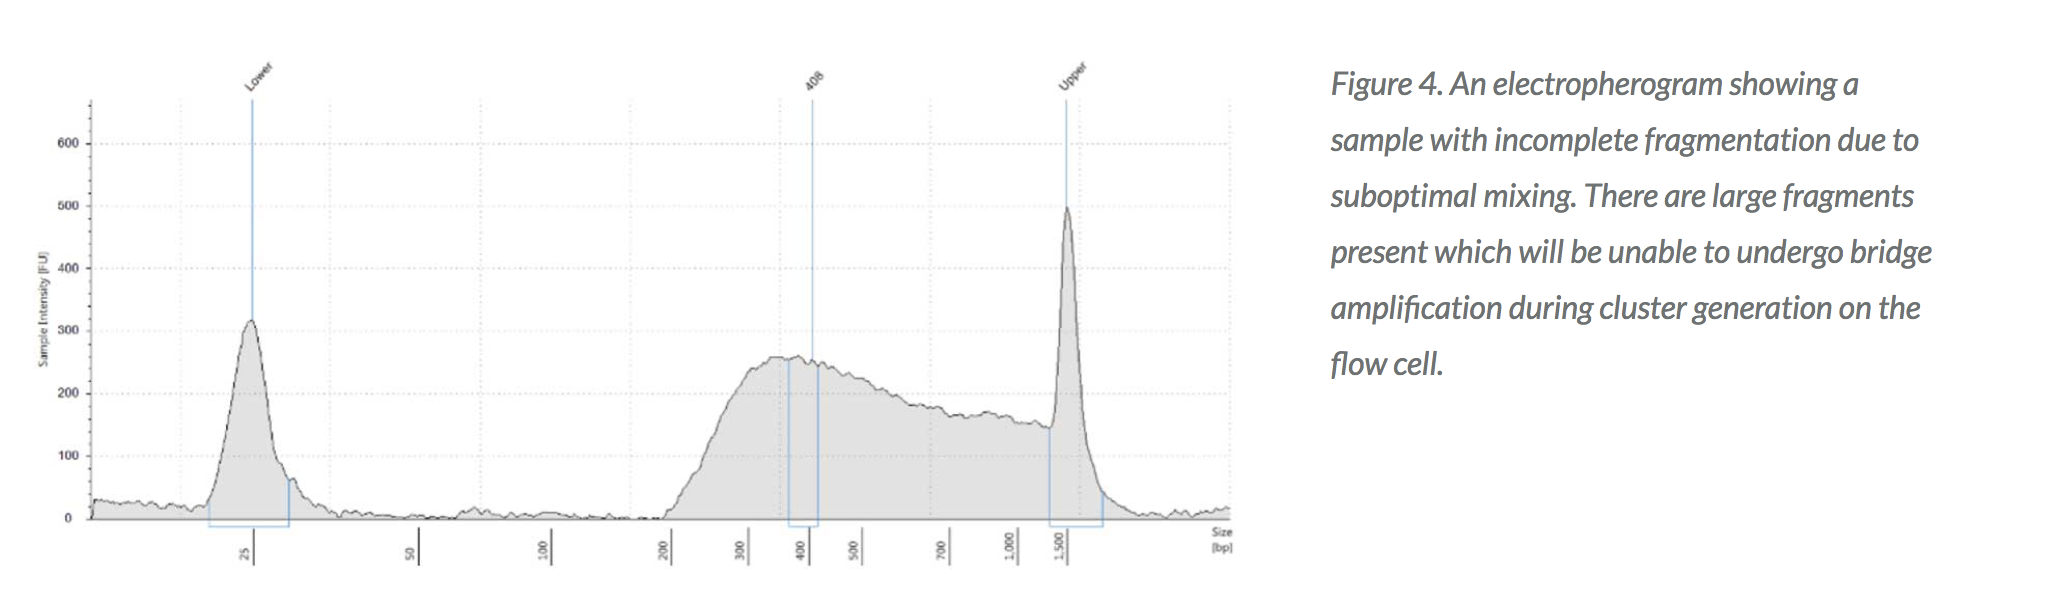 Lower
408
Upper
600
500
400
300
200
100
0
Sample Intensity [FU]
25
50
100
200
300
400
500
700
1,000
1,500
Size
[bp]
Figure 4. An electropherogram showing a
sample with incomplete fragmentation due to
suboptimal mixing. There are large fragments
present which will be unable to undergo bridge
amplification during cluster generation on the
flow cell.